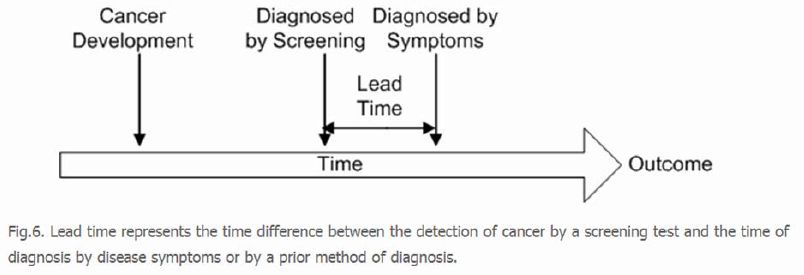 Cancer
Development
Diagnosed
by Screening
Diagnosed by
Symptoms
Lead
Time
Time
Outcome
Fig.6. Lead time represents the time difference between the detection of cancer by a screening test and the time of
diagnosis by disease symptoms or by a prior method of diagnosis.